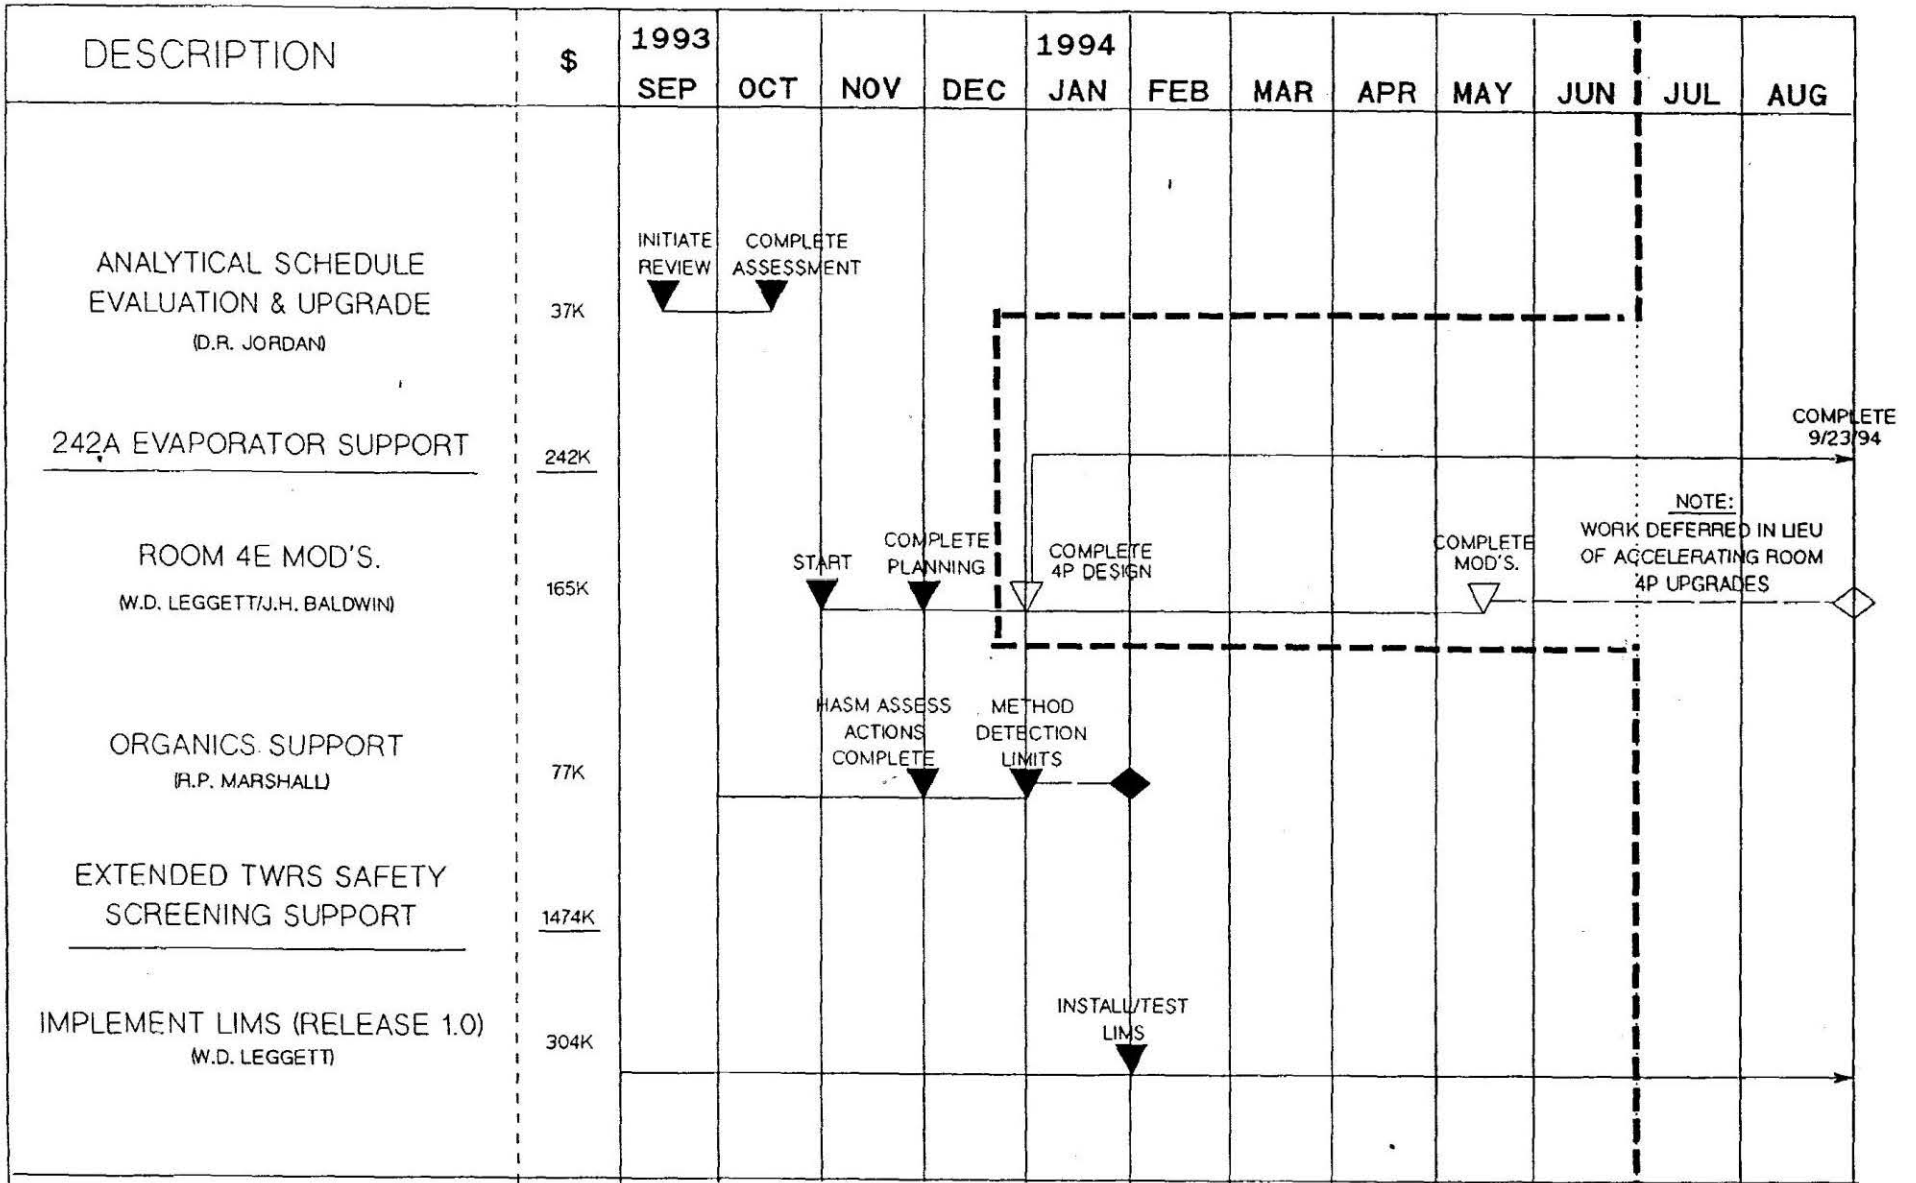 DESCRIPTION
$
1993
1994
SEP OCT NOV DEC JAN FEB MAR APR MAY JUN JUL AUG
ANALYTICAL SCHEDULE
EVALUATION & UPGRADE
(D.R. JORDAN)
37K
INITIATE
REVIEW
COMPLETE
ASSESSMENT
242A EVAPORATOR SUPPORT
242K
COMPLETE
9/23/94
ROOM 4E MOD'S.
(W.D. LEGGETT/J.H. BALDWIN)
165K
START
COMPLETE
PLANNING
COMPLETE
4P DESIGN
COMPLETE
MOD'S.
NOTE:
WORK DEFERRED IN LIEU
OF ACCELERATING ROOM
4P UPGRADES
ORGANICS SUPPORT
(R.P. MARSHALL)
77K
HASM ASSESS
ACTIONS
COMPLETE
METHOD
DETECTION
LIMITS
EXTENDED TWRS SAFETY
SCREENING SUPPORT
1474K
IMPLEMENT LIMS (RELEASE 1.0)
(W.D. LEGGETT)
304K
INSTALL/TEST
LIMS